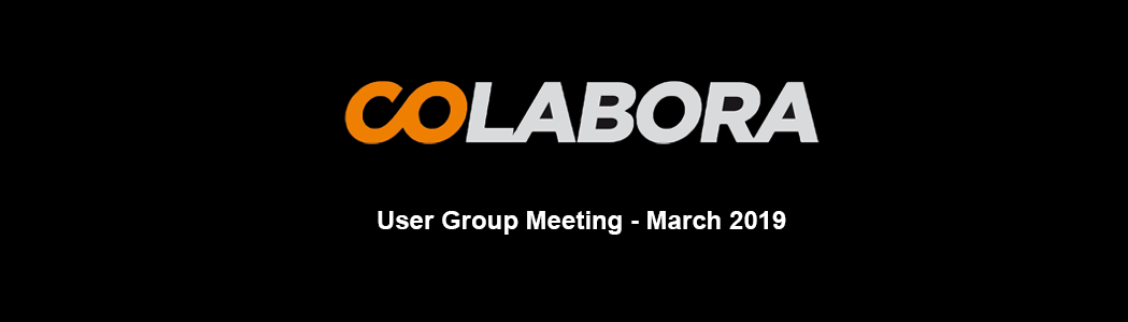 COLABORA
User Group Meeting - March 2019